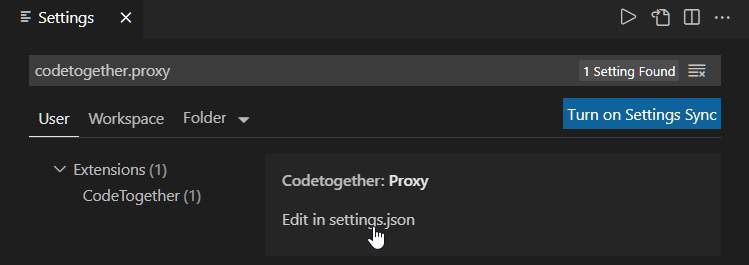 Settings
codetogether.proxy
1 Setting Found
User
Workspace
Folder
Turn on Settings Sync
Extensions (1)
CodeTogether (1)
Codetogether: Proxy
Edit in settings.json